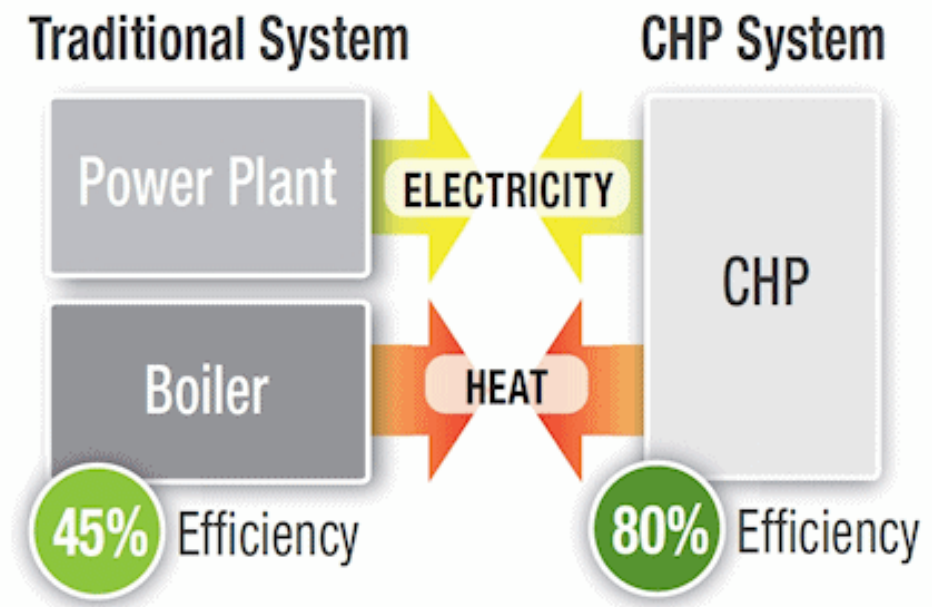 Traditional System
CHP System
Power Plant
ELECTRICITY
CHP
Boiler
HEAT
45% Efficiency
80% Efficiency